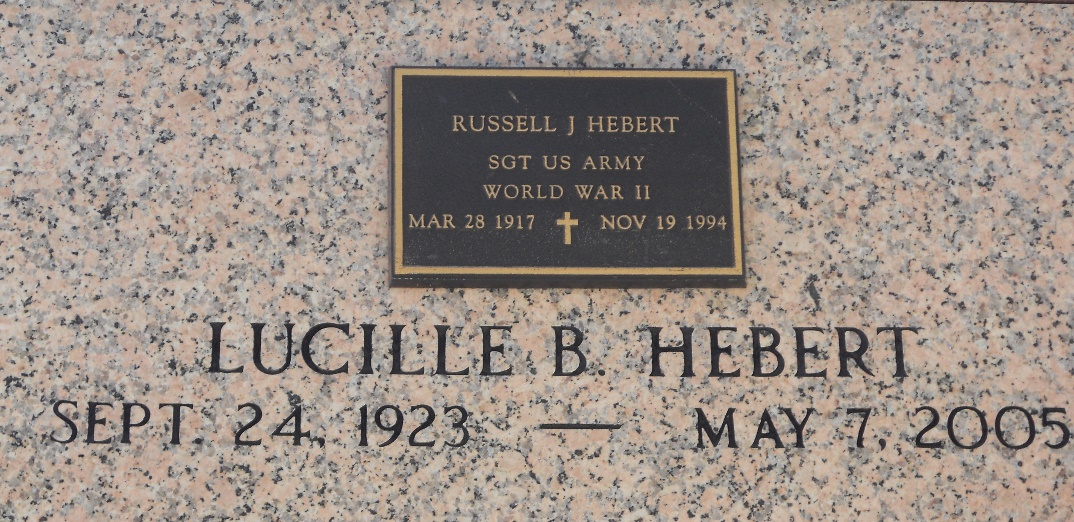 RUSSELL J HEBERT
SGT US ARMY
WORLD WAR II
MAR 28 1917 NOV 19 1994
LUCILLE B. HEBERT
SEPT. 24, 1923 — MAY 7, 2005